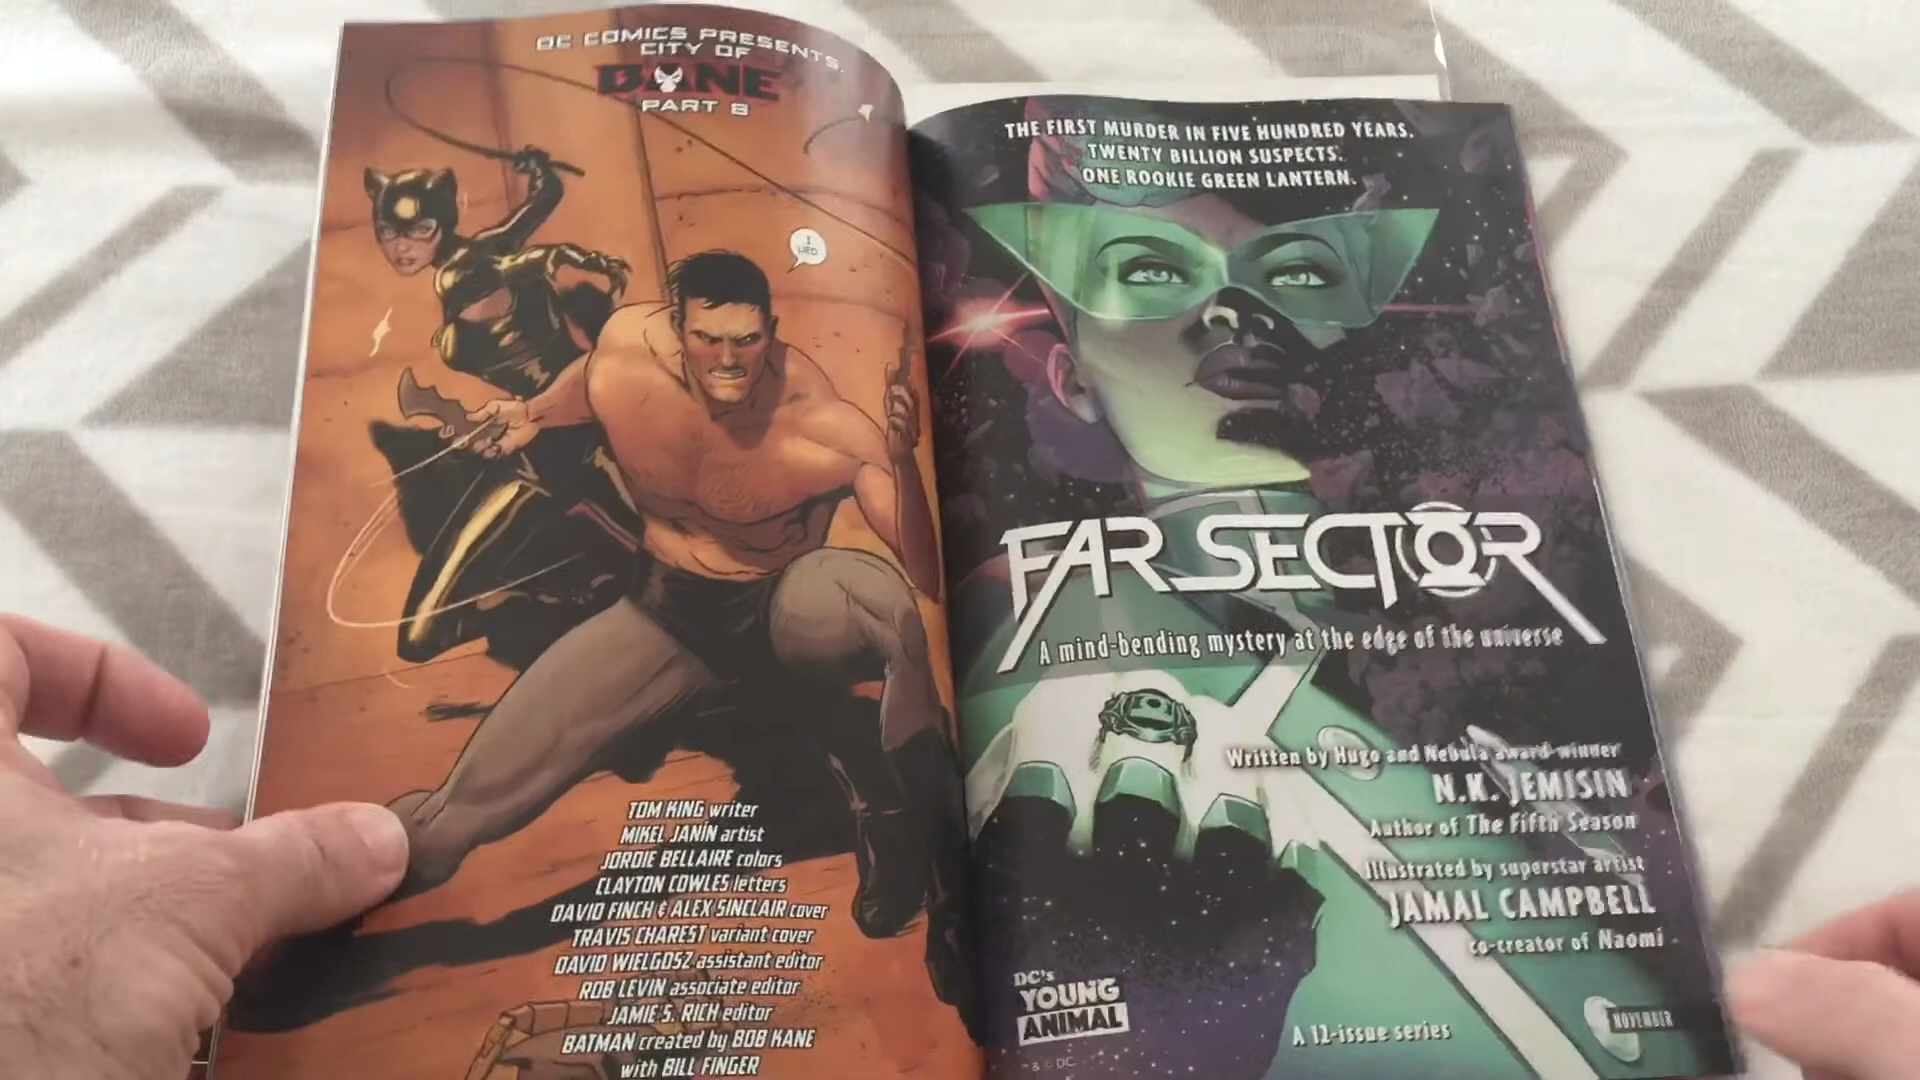 DC COMICS PRESENTS.
CITY OF
BANE
PART 8
I
LIED.
TOM KING writer
MIKEL JANÍN artist
JORDIE BELLAIRE colors
CLAYTON COWLES letters
DAVID FINCH & ALEX SINCLAIR cover
TRAVIS CHAREST variant cover
DAVID WIELGOSZ assistant editor
ROB LEVIN associate editor
JAMIE S. RICH editor
BATMAN created by BOB KANE
with BILL FINGER
THE FIRST MURDER IN FIVE HUNDRED YEARS.
TWENTY BILLION SUSPECTS.
ONE ROOKIE GREEN LANTERN.
FAR SECTOR
A mind-bending mystery at the edge of the universe
Written by Hugo and Nebula award-winner
N.K. JEMISIN
Author of The Fifth Season
Illustrated by superstar artist
JAMAL CAMPBELL
co-creator of Naomi
DC's
YOUNG
ANIMAL
A 12-issue series
NOVEMBER
™ & © DC